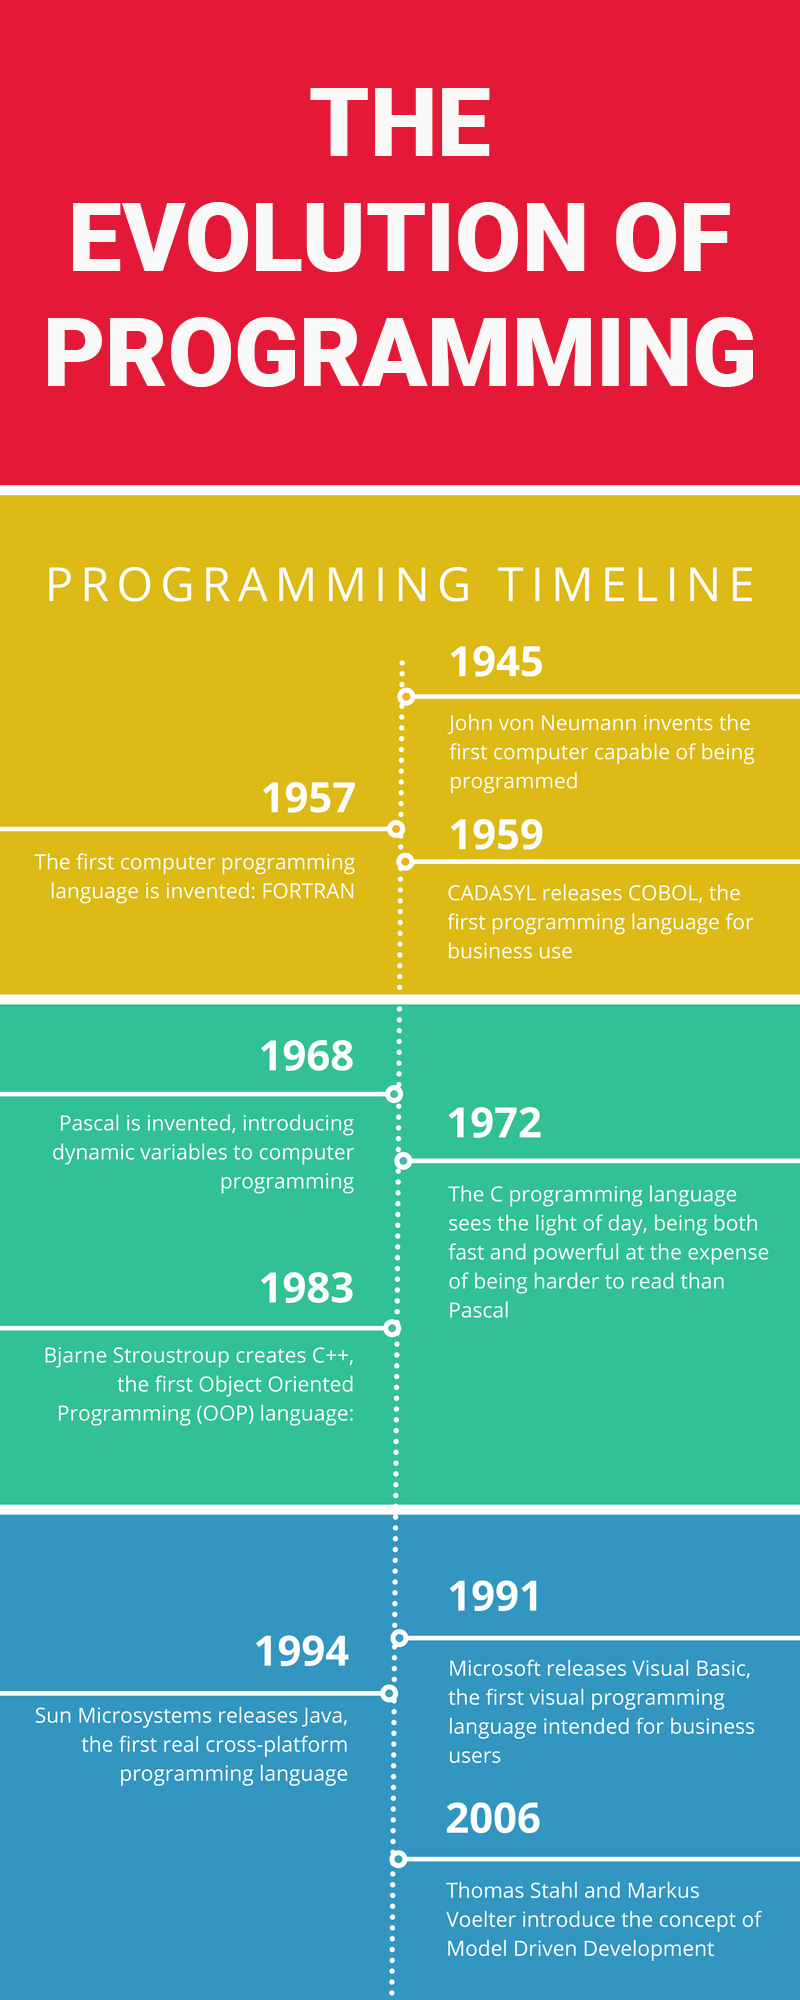 THE
EVOLUTION OF
PROGRAMMING
PROGRAMMING TIMELINE
1945
John von Neumann invents the
first computer capable of being
programmed
1957
The first computer programming
language is invented: FORTRAN
1959
CADASYL releases COBOL, the
first programming language for
business use
1968
Pascal is invented, introducing
dynamic variables to computer
programming
1972
The C programming language
sees the light of day, being both
fast and powerful at the expense
of being harder to read than
Pascal
1983
Bjarne Stroustroup creates C++,
the first Object Oriented
Programming (OOP) language:
1991
Microsoft releases Visual Basic,
the first visual programming
language intended for business
users
1994
Sun Microsystems releases Java,
the first real cross-platform
programming language
2006
Thomas Stahl and Markus
Voelter introduce the concept of
Model Driven Development